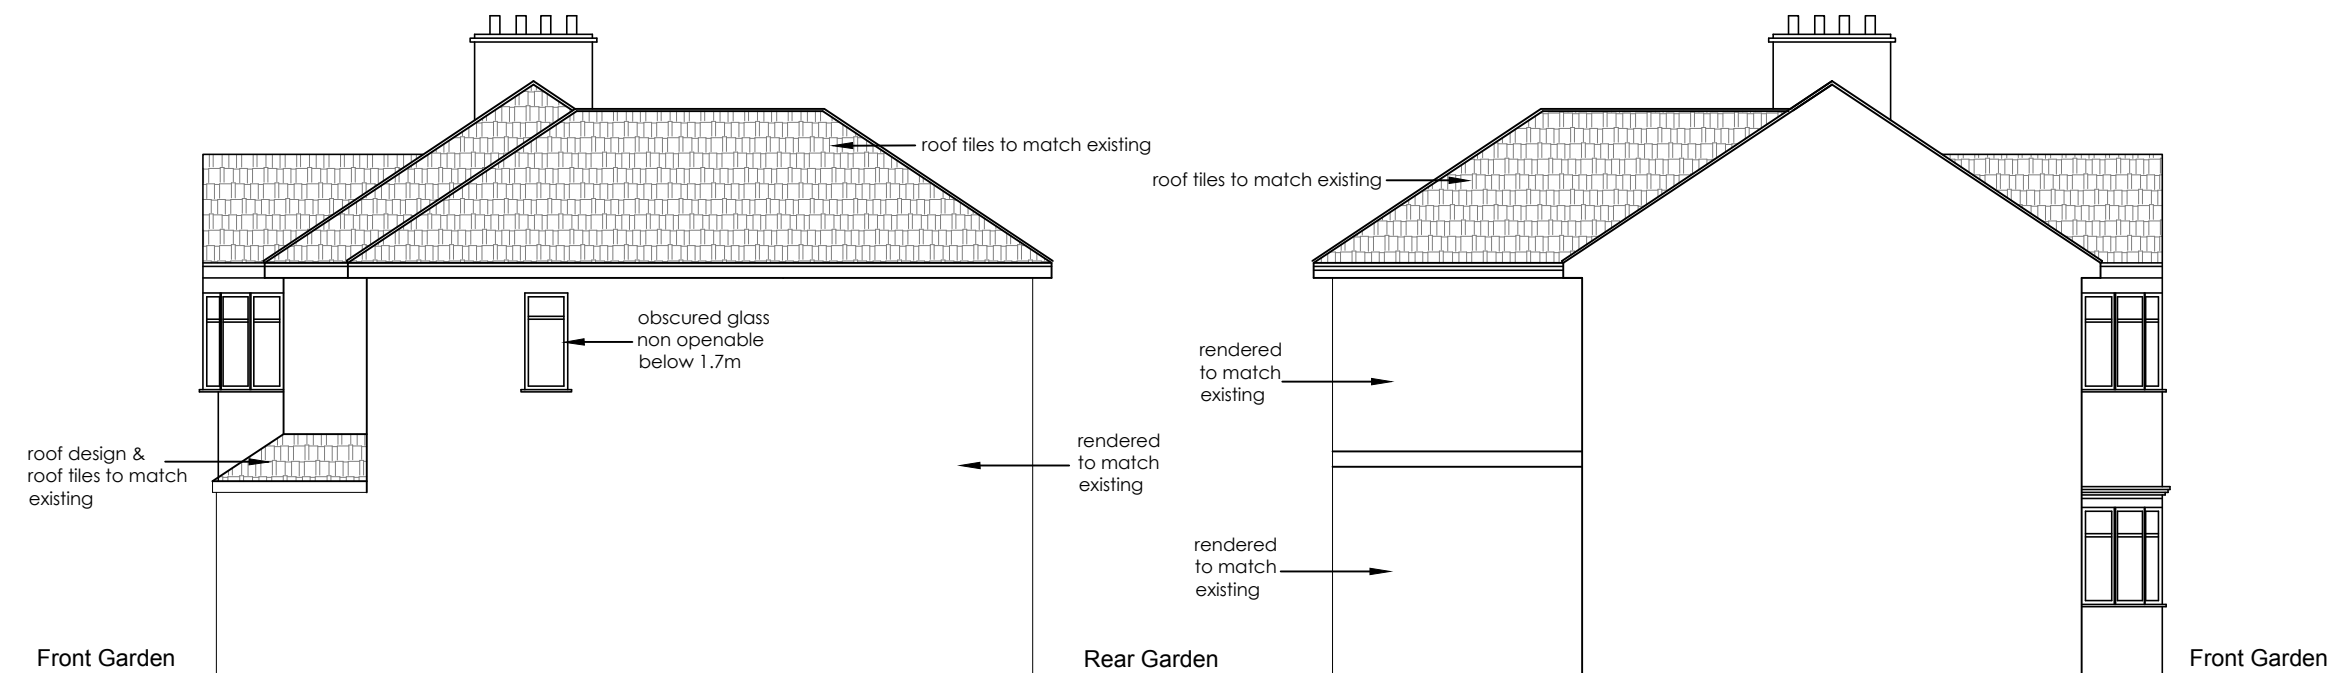 roof tiles to match existing
obscured glass
non openable
below 1.7m
roof design &
roof tiles to match
existing
rendered
to match
existing
Front Garden
Rear Garden
roof tiles to match existing
rendered
to match
existing
rendered
to match
existing
Front Garden